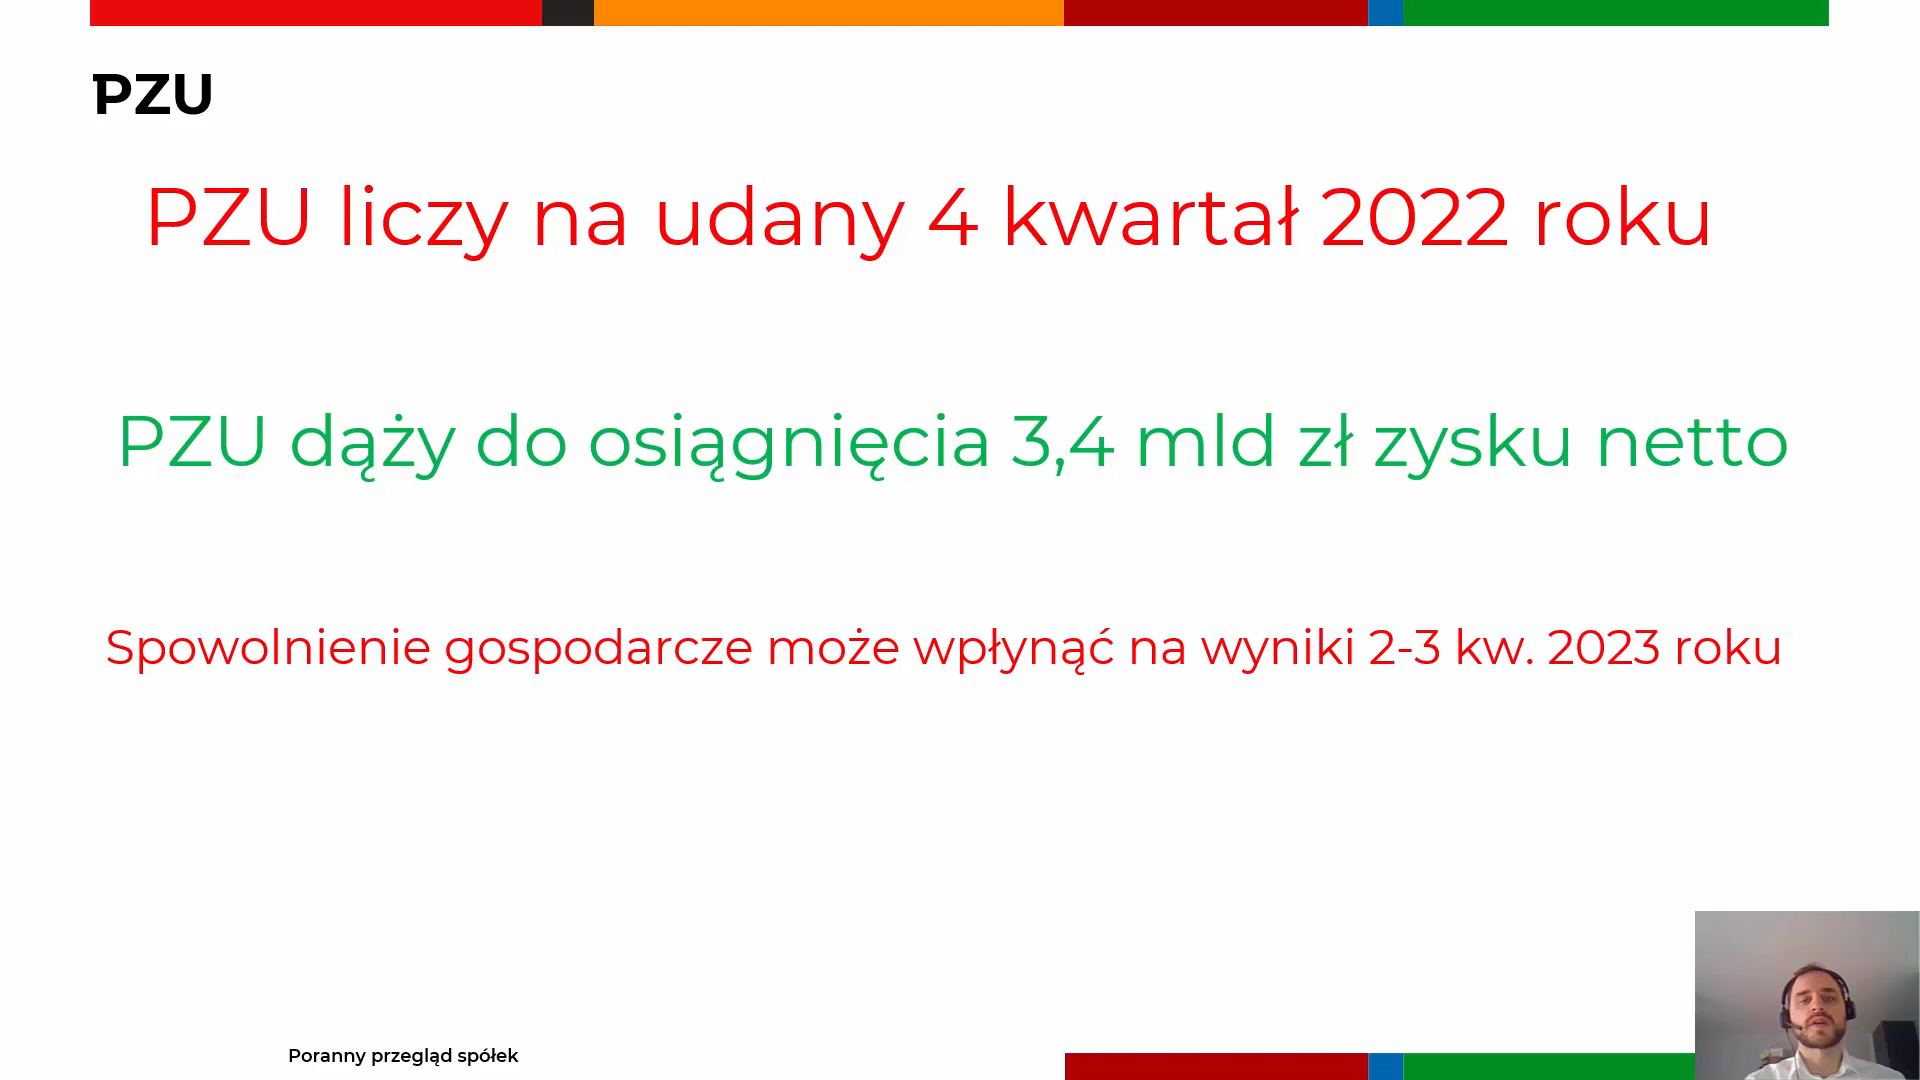 PZU
PZU liczy na udany 4 kwartał 2022 roku
PZU dąży do osiągnięcia 3,4 mld zł zysku netto
Spowolnienie gospodarcze może wpłynąć na wyniki 2-3 kw. 2023 roku
Poranny przegląd spółek